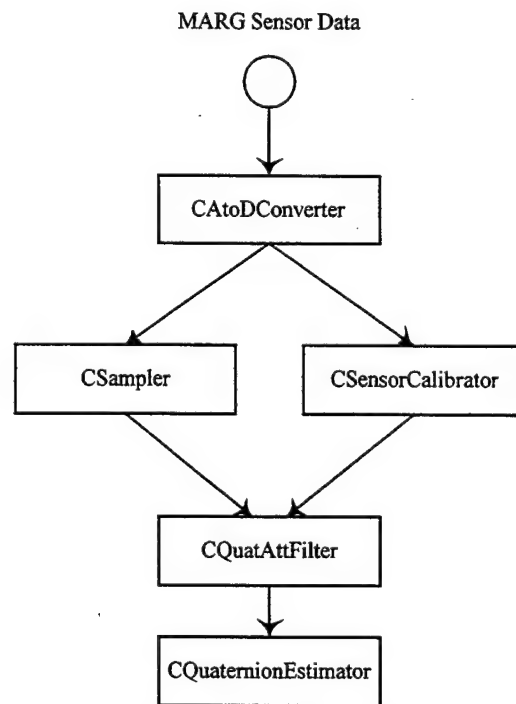 MARG Sensor Data
CAtoDConverter
CSampler
CSensorCalibrator
CQuatAttFilter
CQuaternionEstimator